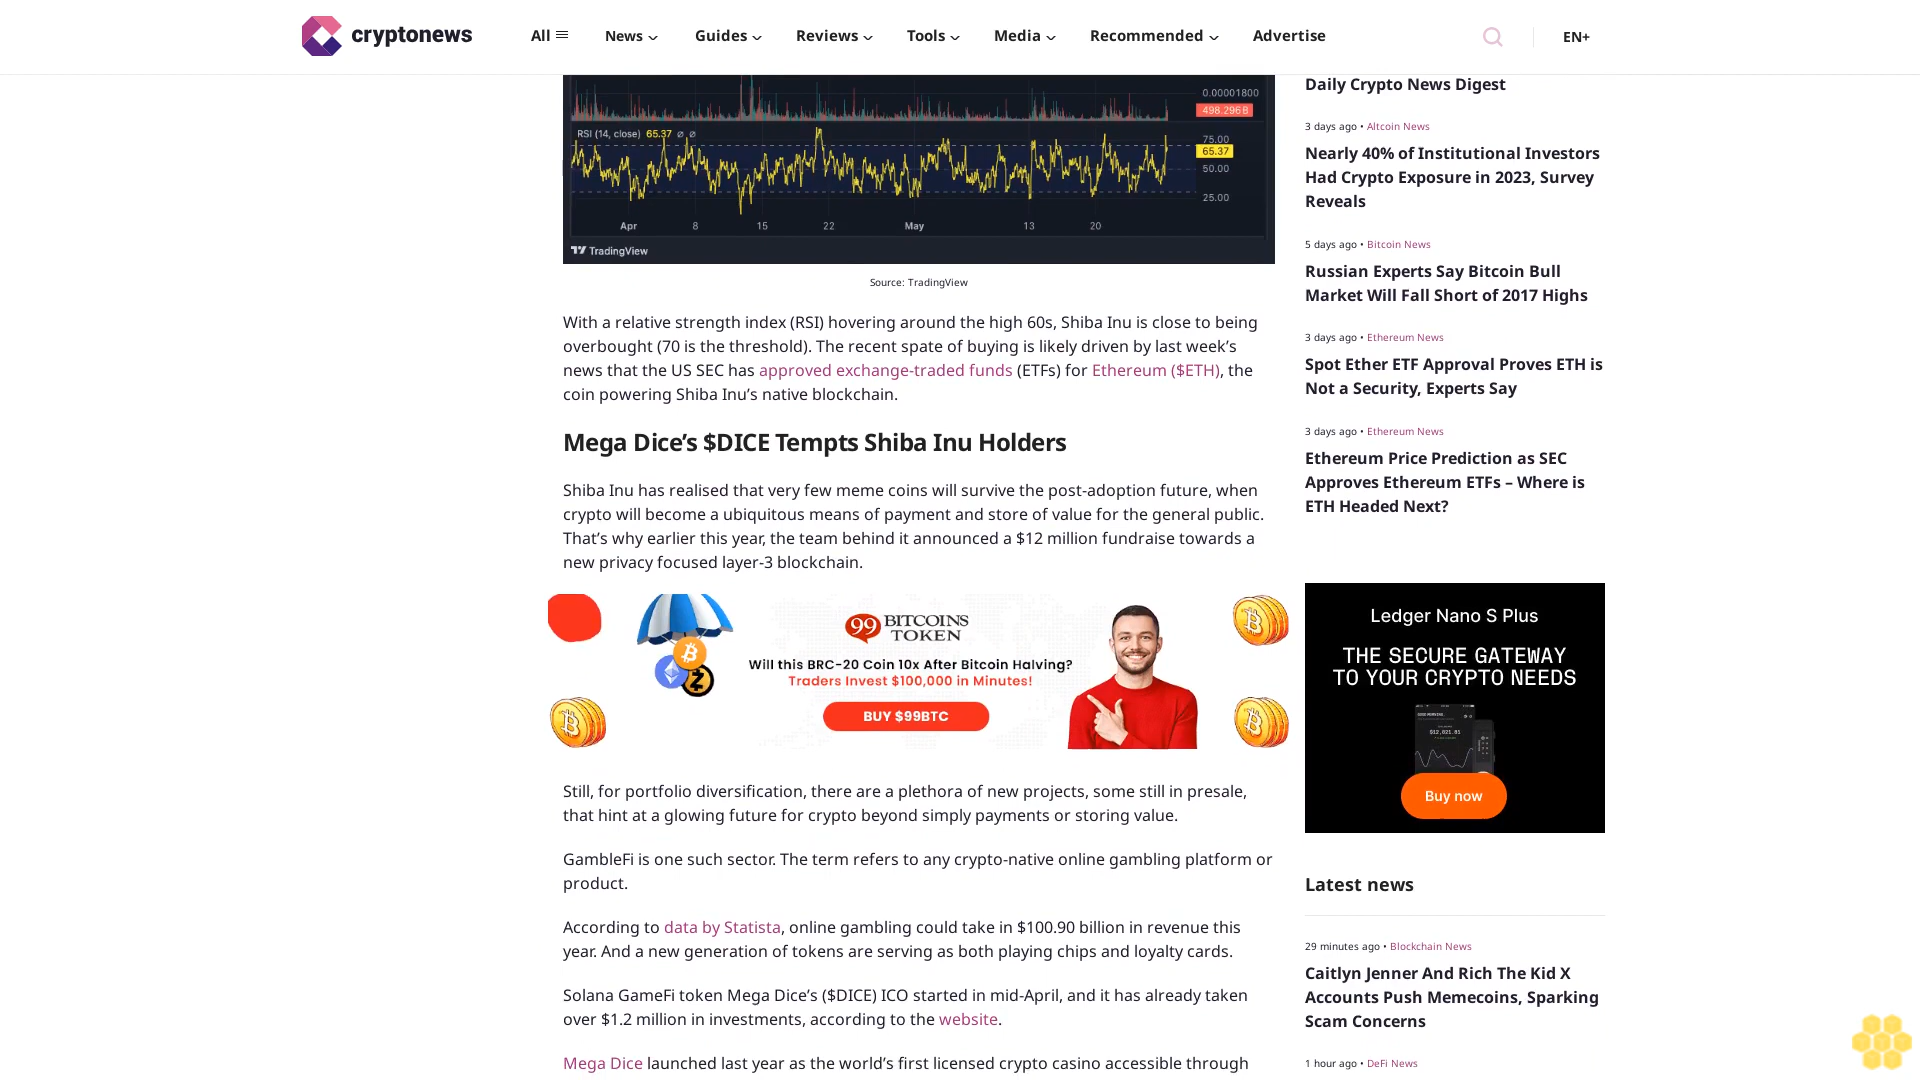 cryptonews
All
News
Guides
Reviews
Tools
Media
Recommended
Advertise
EN+
0.00001800
498.296B
RSI (14, close) 65.37 ⌀ ⌀
75.00
65.37
50.00
25.00
Apr 8 15 22 May 13 20
TradingView
Source: TradingView
With a relative strength index (RSI) hovering around the high 60s, Shiba Inu is close to being
overbought (70 is the threshold). The recent spate of buying is likely driven by last week’s
news that the US SEC has approved exchange-traded funds (ETFs) for Ethereum ($ETH), the
coin powering Shiba Inu’s native blockchain.
Mega Dice’s $DICE Tempts Shiba Inu Holders
Shiba Inu has realised that very few meme coins will survive the post-adoption future, when
crypto will become a ubiquitous means of payment and store of value for the general public.
That’s why earlier this year, the team behind it announced a $12 million fundraise towards a
new privacy focused layer-3 blockchain.
99 BITCOINS
TOKEN
Will this BRC-20 Coin 10x After Bitcoin Halving?
Traders Invest $100,000 in Minutes!
BUY $99BTC
Still, for portfolio diversification, there are a plethora of new projects, some still in presale,
that hint at a glowing future for crypto beyond simply payments or storing value.
GambleFi is one such sector. The term refers to any crypto-native online gambling platform or
product.
According to data by Statista, online gambling could take in $100.90 billion in revenue this
year. And a new generation of tokens are serving as both playing chips and loyalty cards.
Solana GameFi token Mega Dice’s ($DICE) ICO started in mid-April, and it has already taken
over $1.2 million in investments, according to the website.
Mega Dice launched last year as the world’s first licensed crypto casino accessible through
Daily Crypto News Digest
3 days ago • Altcoin News
Nearly 40% of Institutional Investors
Had Crypto Exposure in 2023, Survey
Reveals
5 days ago • Bitcoin News
Russian Experts Say Bitcoin Bull
Market Will Fall Short of 2017 Highs
3 days ago • Ethereum News
Spot Ether ETF Approval Proves ETH is
Not a Security, Experts Say
3 days ago • Ethereum News
Ethereum Price Prediction as SEC
Approves Ethereum ETFs – Where is
ETH Headed Next?
Ledger Nano S Plus
THE SECURE GATEWAY
TO YOUR CRYPTO NEEDS
$12,821.01
Buy now
Latest news
29 minutes ago • Blockchain News
Caitlyn Jenner And Rich The Kid X
Accounts Push Memecoins, Sparking
Scam Concerns
1 hour ago • DeFi News